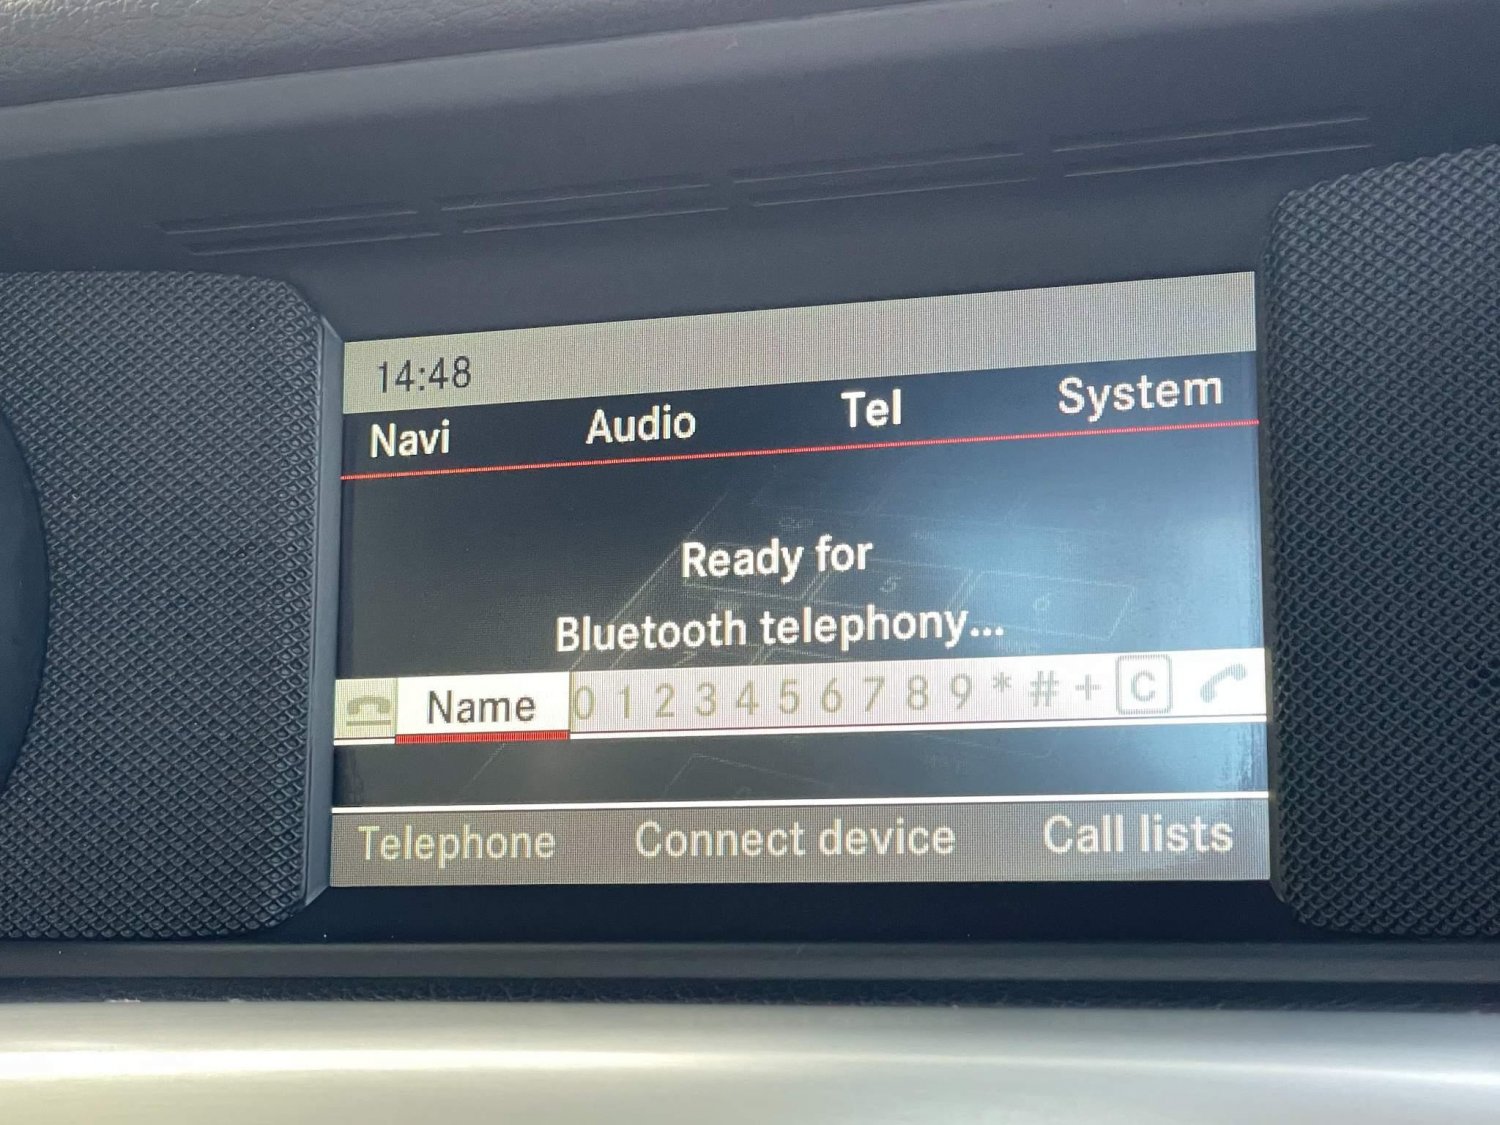 14:48
Navi Audio Tel System
Ready for
Bluetooth telephony...
Name 0 1 2 3 4 5 6 7 8 9 * # + C
Telephone Connect device Call lists